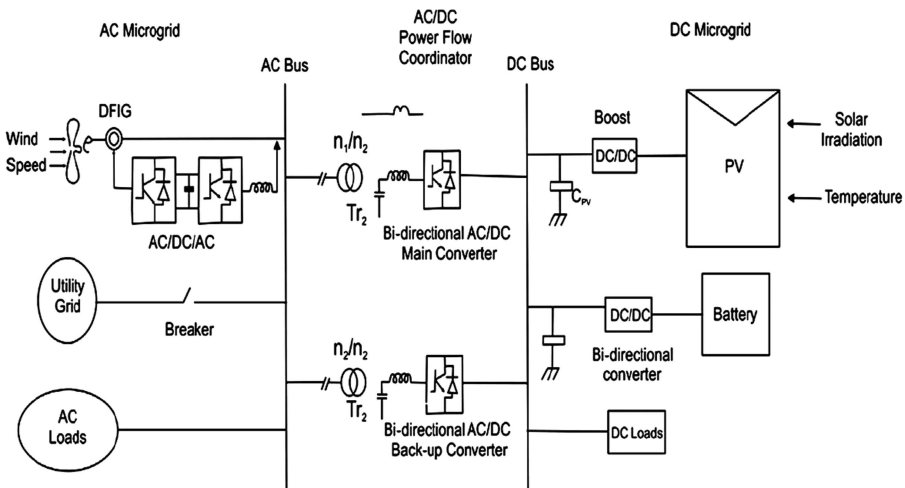 AC Microgrid
AC/DC
Power Flow
Coordinator
DC Microgrid
AC Bus
DC Bus
DFIG
Wind
Speed
AC/DC/AC
n₁/n₂
Tr₂
Bi-directional AC/DC
Main Converter
Boost
DC/DC
C_PV
PV
Solar
Irradiation
Temperature
Utility
Grid
Breaker
DC/DC
Bi-directional
converter
Battery
n₂/n₂
Tr₂
Bi-directional AC/DC
Back-up Converter
AC
Loads
DC Loads